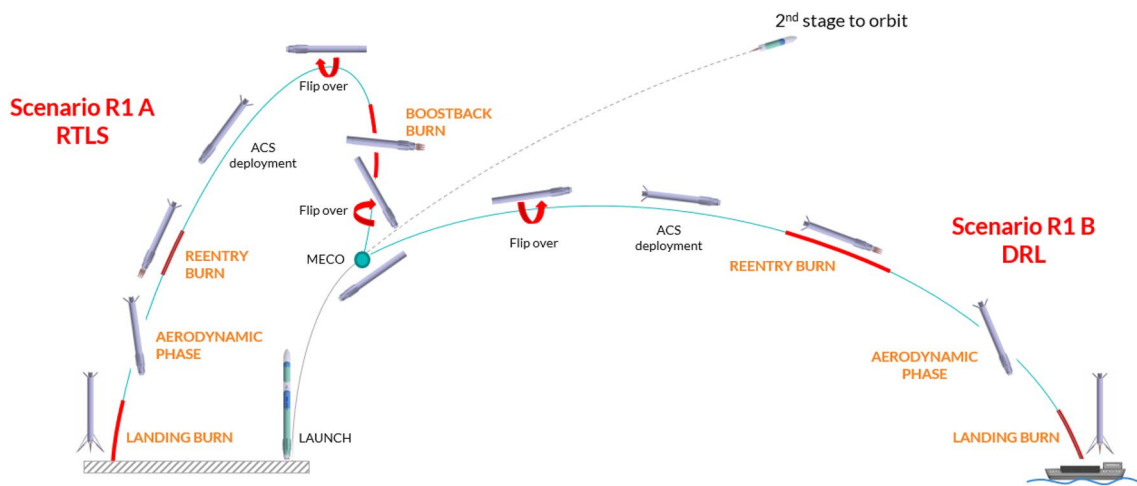 2nd stage to orbit
Scenario R1 A
RTLS
Flip over
BOOSTBACK
BURN
ACS
deployment
Flip over
MECO
Flip over
ACS
deployment
Scenario R1 B
DRL
REENTRY
BURN
REENTRY BURN
AERODYNAMIC
PHASE
AERODYNAMIC
PHASE
LANDING BURN
LAUNCH
LANDING BURN